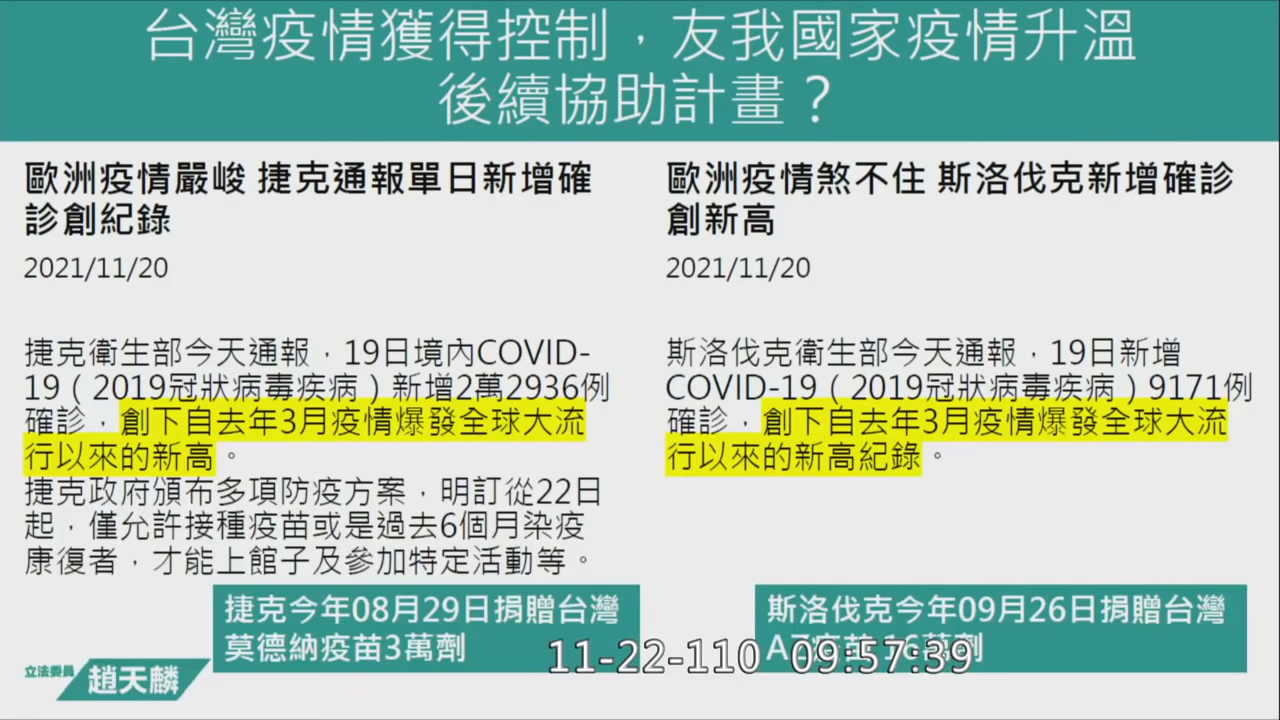 台灣疫情獲得控制，友我國家疫情升溫
後續協助計畫？
歐洲疫情嚴峻 捷克通報單日新增確
診創紀錄
2021/11/20
捷克衛生部今天通報，19日境內COVID-
19（2019冠狀病毒疾病）新增2萬2936例
確診，創下自去年3月疫情爆發全球大流
行以來的新高。
捷克政府頒布多項防疫方案，明訂從22日
起，僅允許接種疫苗或是過去6個月染疫
康復者，才能上館子及參加特定活動等。
捷克今年08月29日捐贈台灣
莫德納疫苗3萬劑
歐洲疫情煞不住 斯洛伐克新增確診
創新高
2021/11/20
斯洛伐克衛生部今天通報，19日新增
COVID-19（2019冠狀病毒疾病）9171例
確診，創下自去年3月疫情爆發全球大流
行以來的新高紀錄。
斯洛伐克今年09月26日捐贈台灣
立法委員 趙天麟
11-22-110 09:57:39